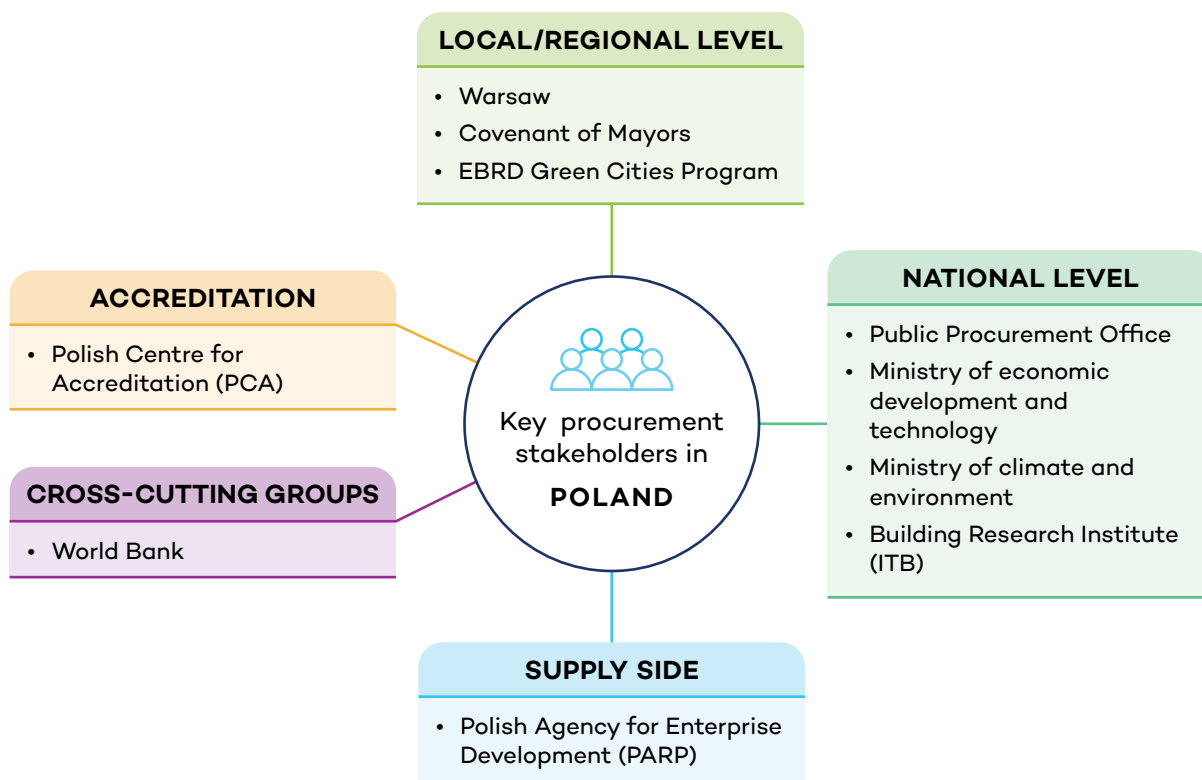 LOCAL/REGIONAL LEVEL
• Warsaw
• Covenant of Mayors
• EBRD Green Cities Program
ACCREDITATION
• Polish Centre for
Accreditation (PCA)
CROSS-CUTTING GROUPS
• World Bank
Key procurement
stakeholders in
POLAND
NATIONAL LEVEL
• Public Procurement Office
• Ministry of economic
development and
technology
• Ministry of climate and
environment
• Building Research Institute
(ITB)
SUPPLY SIDE
• Polish Agency for Enterprise
Development (PARP)